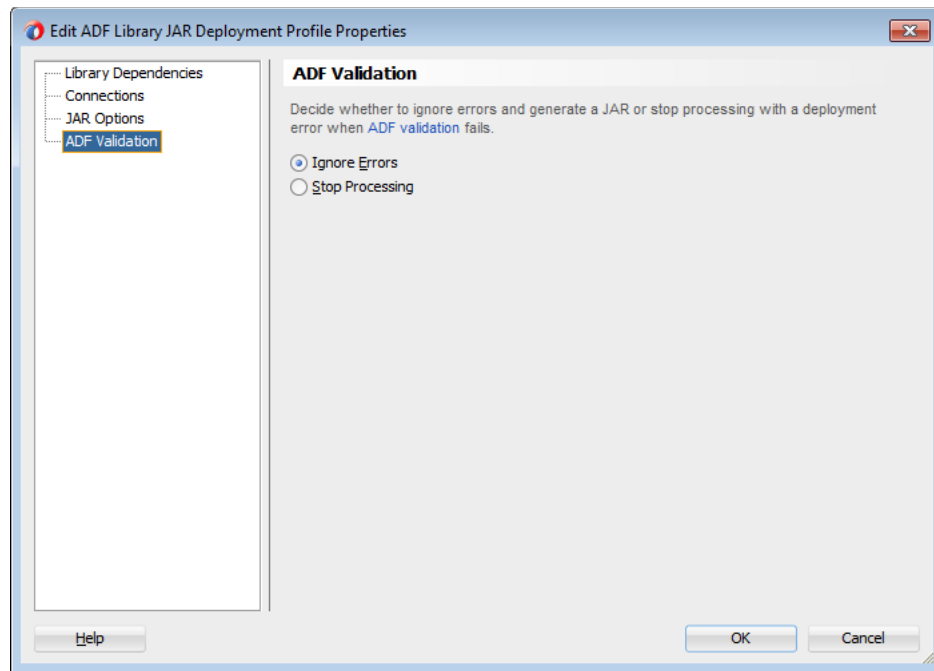 Edit ADF Library JAR Deployment Profile Properties
Library Dependencies
Connections
JAR Options
ADF Validation
ADF Validation
Decide whether to ignore errors and generate a JAR or stop processing with a deployment
error when ADF validation fails.
Ignore Errors
Stop Processing
Help
OK
Cancel